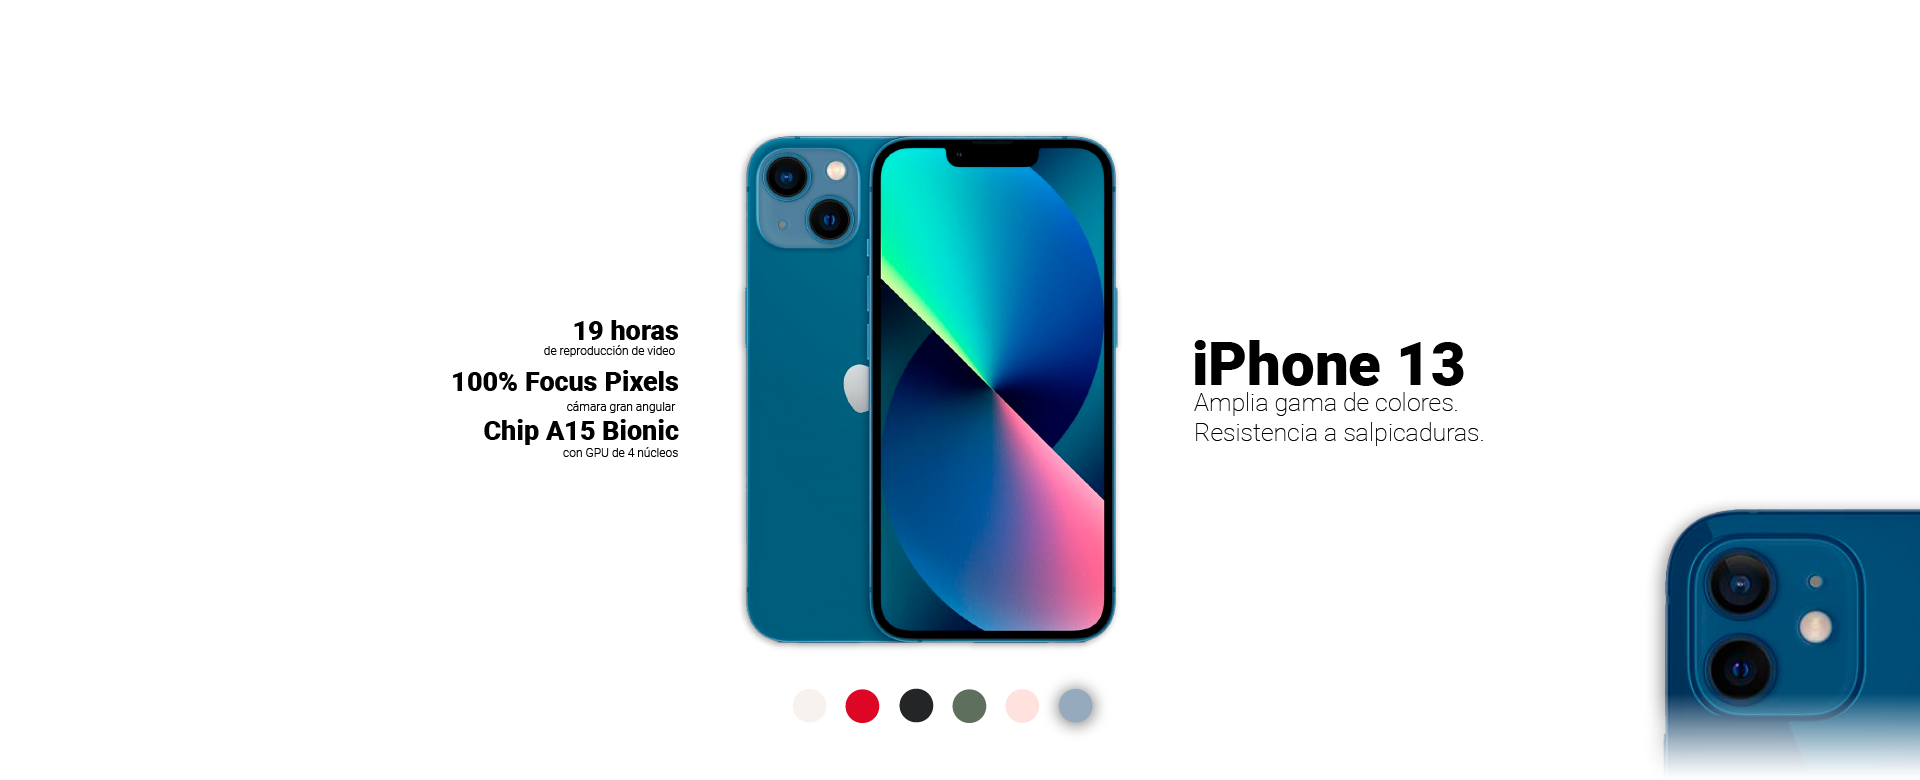 19 horas
de reproducción de video
100% Focus Pixels
cámara gran angular
Chip A15 Bionic
con GPU de 4 núcleos
iPhone 13
Amplia gama de colores.
Resistencia a salpicaduras.